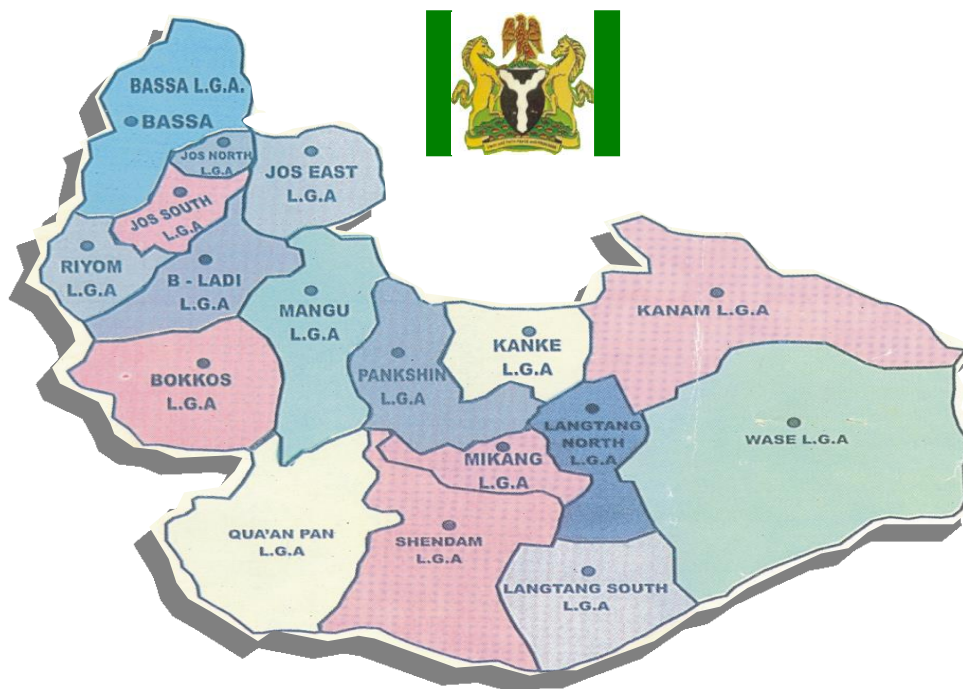 BASSA L.G.A.
BASSA
JOS NORTH
L.G.A
JOS EAST
L.G.A
JOS SOUTH
L.G.A
RIYOM
L.G.A
B - LADI
L.G.A
MANGU
L.G.A
KANAM L.G.A
KANKE
L.G.A
PANKSHIN
L.G.A
BOKKOS
L.G.A
LANGTANG
NORTH
L.G.A
WASE L.G.A
MIKANG
L.G.A
QUA'AN PAN
L.G.A
SHENDAM
L.G.A
LANGTANG SOUTH
L.G.A